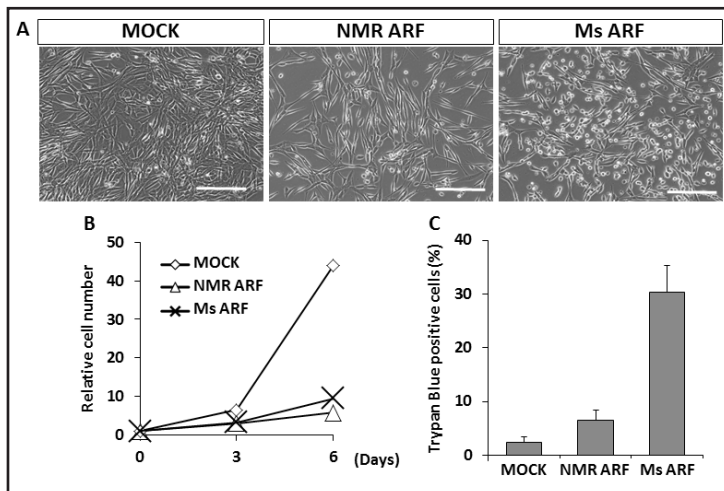 A
MOCK
NMR ARF
Ms ARF
B
Relative cell number
50
40
30
20
10
0
MOCK
NMR ARF
Ms ARF
0
3
6
(Days)
C
Trypan Blue positive cells (%)
40
30
20
10
0
MOCK
NMR ARF
Ms ARF